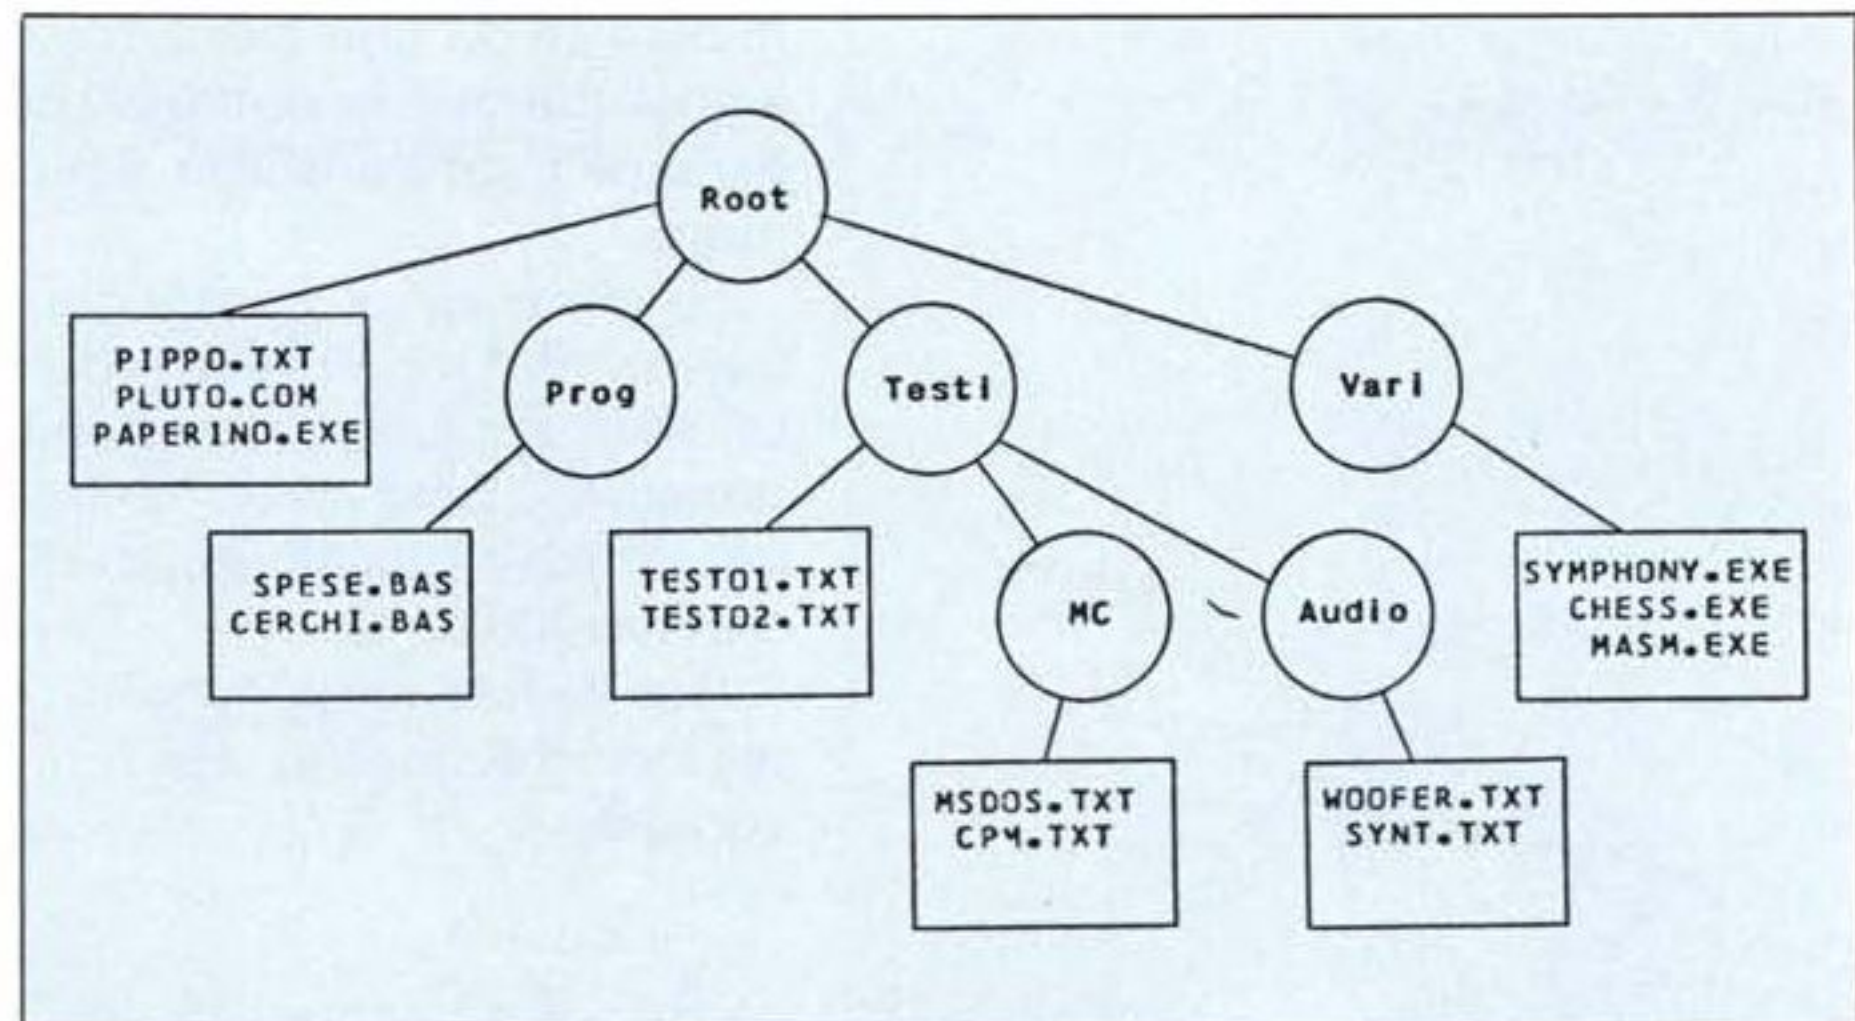 Root
PIPPO.TXT
PLUTO.COM
PAPERINO.EXE
Prog
Testi
Vari
SPESE.BAS
CERCHI.BAS
TESTO1.TXT
TESTO2.TXT
MC
Audio
SYMPHONY.EXE
CHESS.EXE
MASM.EXE
MSDOS.TXT
CPM.TXT
WOOFER.TXT
SYNT.TXT